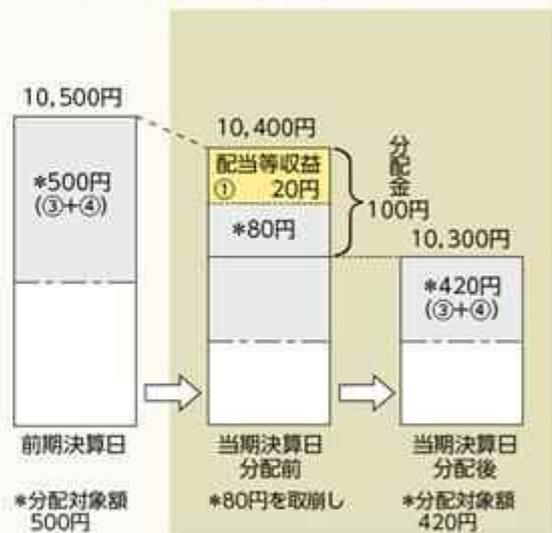 10,500円
*500円
(③+④)
前期決算日
*分配対象額
500円
10,400円
配当等収益
① 20円
*80円
分配金
100円
当期決算日
分配前
*80円を取崩し
10,300円
*420円
(③+④)
当期決算日
分配後
*分配対象額
420円